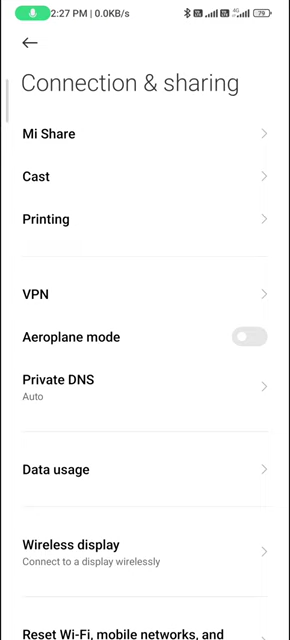 2:27 PM | 0.0KB/s
4G
79
Connection & sharing
Mi Share
Cast
Printing
VPN
Aeroplane mode
Private DNS
Auto
Data usage
Wireless display
Connect to a display wirelessly
Reset Wi-Fi, mobile networks, and